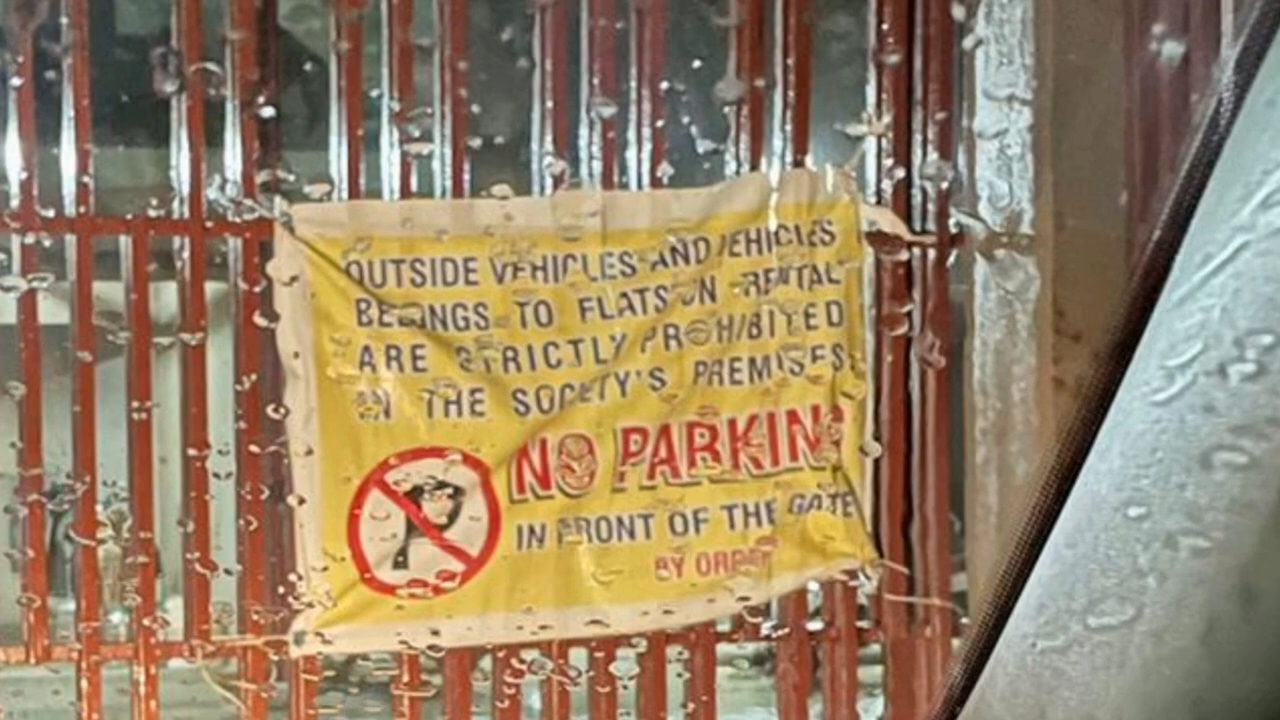 OUTSIDE VEHICLES AND VEHICLES
BELONGS TO FLATS ON RENTAL
ARE STRICTLY PROHIBITED
IN THE SOCIETY'S PREMISES.
NO PARKING
P
IN FRONT OF THE GATE
BY ORDER